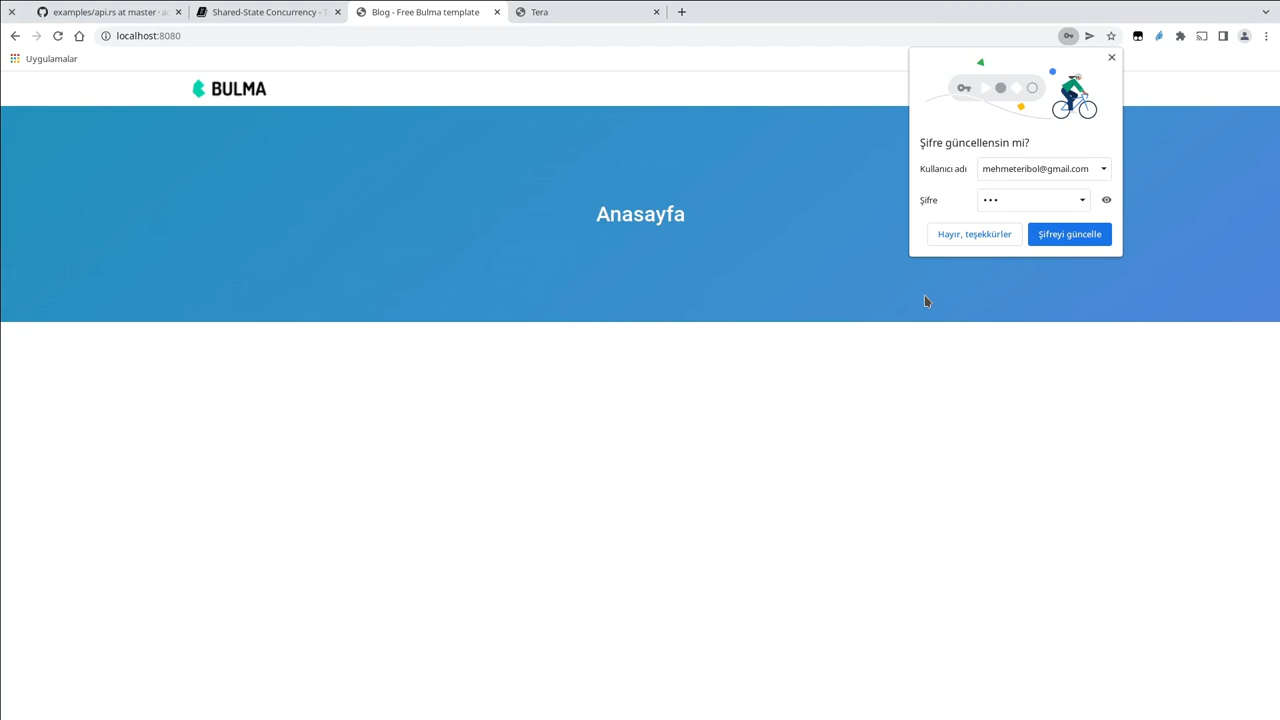 examples/api.rs at master · a
Shared-State Concurrency - T
Blog - Free Bulma template
Tera
localhost:8080
Uygulamalar
BULMA
Şifre güncellensin mi?
Kullanıcı adı mehmeteribol@gmail.com
Şifre •••
Hayır, teşekkürler Şifreyi güncelle
Anasayfa